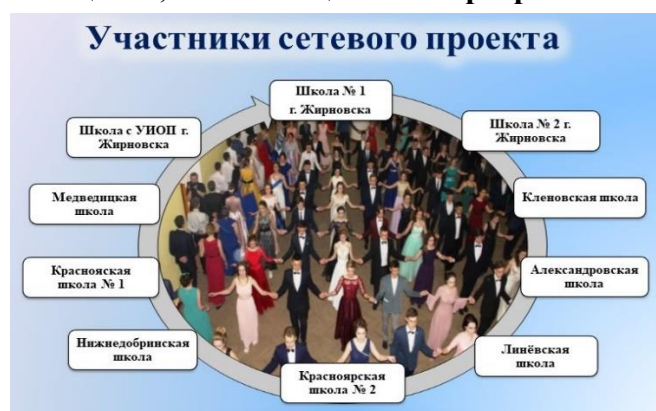 Участники сетевого проекта
Школа № 1
г. Жирновска
Школа № 2 г.
Жирновска
Кленовская школа
Александровская
школа
Линёвская
школа
Красноярская
школа № 2
Нижнедобринская
школа
Краснояская
школа № 1
Медведицкая
школа
Школа с УИОП г.
Жирновска